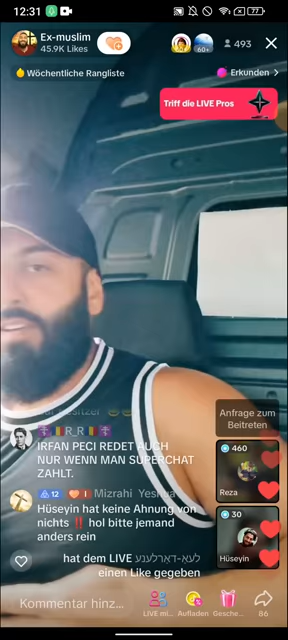 12:31
77
Ex-muslim
45.9K Likes
60+
493
Wöchentliche Rangliste
Erkunden
Triff die LIVE Pros
R_R
IRFAN PECI REDET AUCH
NUR WENN MAN SUPERCHAT
ZAHLT.
12
I
Mizrahi Yeshua
Hüseyin hat keine Ahnung von
nichts ‼️ hol bitte jemand
anders rein
hat dem LIVE
einen Like gegeben
Anfrage zum
Beitreten
460
Reza
30
Hüseyin
Kommentar hinz...
LIVE mi...
Aufladen
Gesche...
86